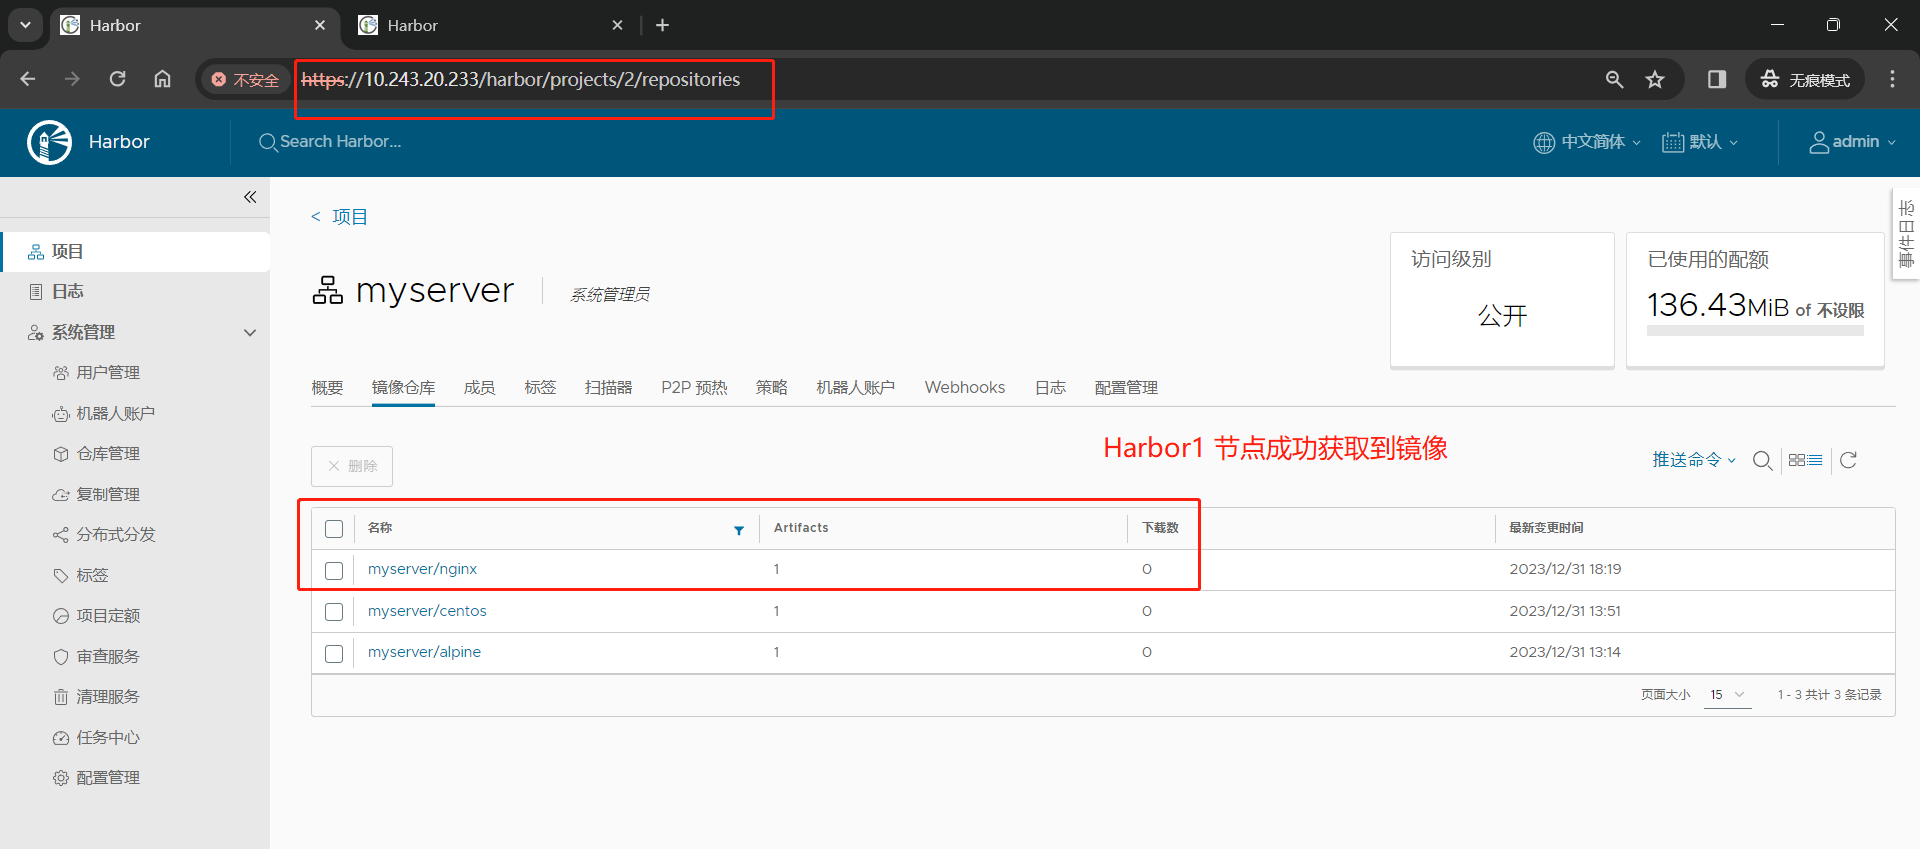 Harbor
Harbor
不安全
https://10.243.20.233/harbor/projects/2/repositories
无痕模式
Harbor
Search Harbor...
中文简体
默认
admin
事件日志
项目
日志
系统管理
用户管理
机器人账户
仓库管理
复制管理
分布式分发
标签
项目定额
审查服务
清理服务
任务中心
配置管理
< 项目
myserver
系统管理员
访问级别
公开
已使用的配额
136.43MiB of 不设限
概要 镜像仓库 成员 标签 扫描器 P2P 预热 策略 机器人账户 Webhooks 日志 配置管理
Harbor1 节点成功获取到镜像
删除
推送命令
名称 Artifacts 下载数 最新变更时间
myserver/nginx 1 0 2023/12/31 18:19
myserver/centos 1 0 2023/12/31 13:51
myserver/alpine 1 0 2023/12/31 13:14
页面大小 15 1 - 3 共计 3 条记录